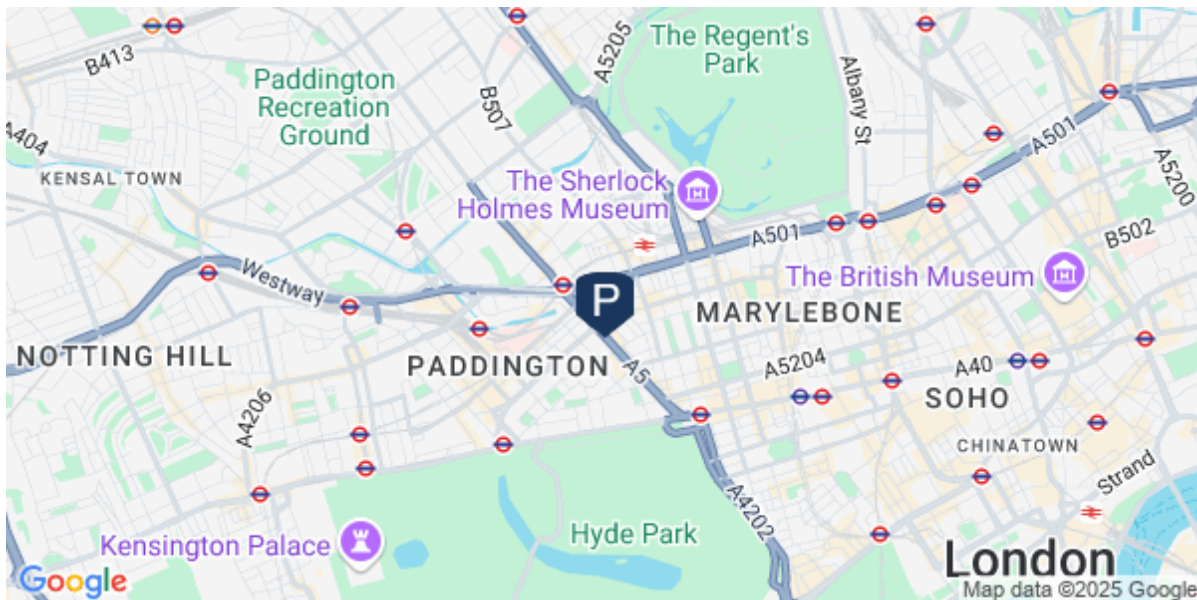 B413
A5205
The Regent's
Park
Paddington
Recreation
Ground
B507
Albany St
A404
A501
KENSAL TOWN
A5200
The Sherlock
Holmes Museum
A501
B502
Westway
The British Museum
P
MARYLEBONE
NOTTING HILL
PADDINGTON
A5
A5204
A40
SOHO
A4206
CHINATOWN
Strand
A4202
Kensington Palace
Hyde Park
London
Google
Map data ©2025 Google